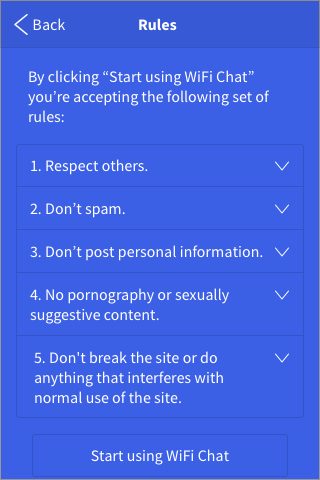 Back
Rules
By clicking “Start using WiFi Chat”
you’re accepting the following set of
rules:
1. Respect others.
2. Don’t spam.
3. Don’t post personal information.
4. No pornography or sexually
suggestive content.
5. Don't break the site or do
anything that interferes with
normal use of the site.
Start using WiFi Chat